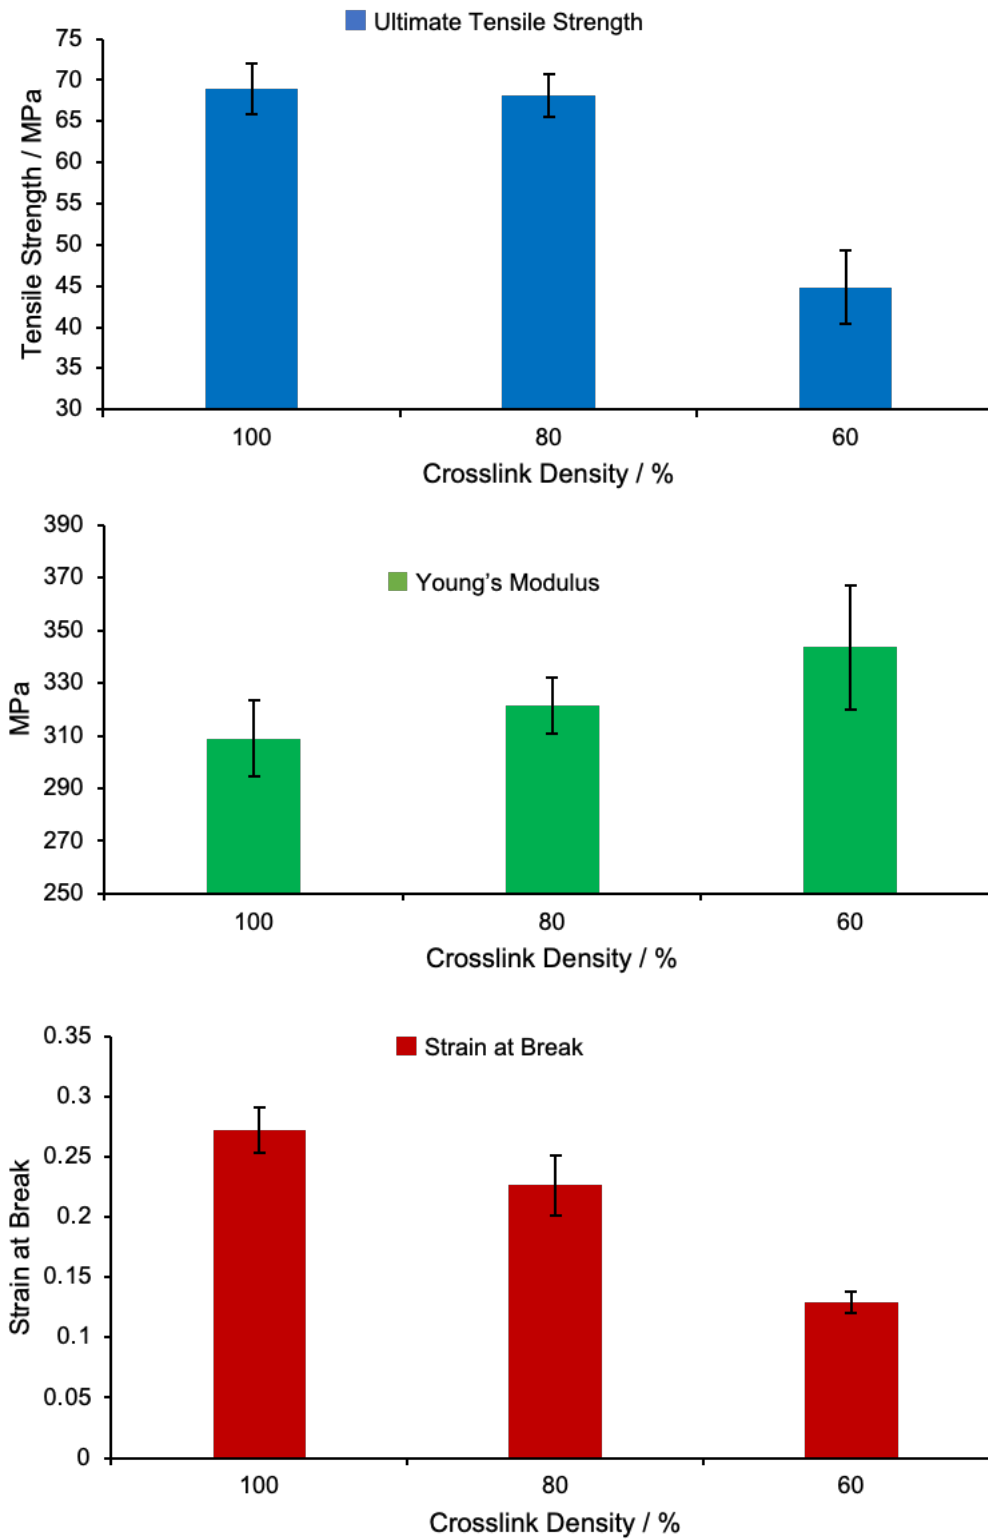 Ultimate Tensile Strength
Tensile Strength / MPa
75
70
65
60
55
50
45
40
35
30
100 80 60
Crosslink Density / %
Young’s Modulus
MPa
390
370
350
330
310
290
270
250
100 80 60
Crosslink Density / %
Strain at Break
Strain at Break
0.35
0.3
0.25
0.2
0.15
0.1
0.05
0
100 80 60
Crosslink Density / %